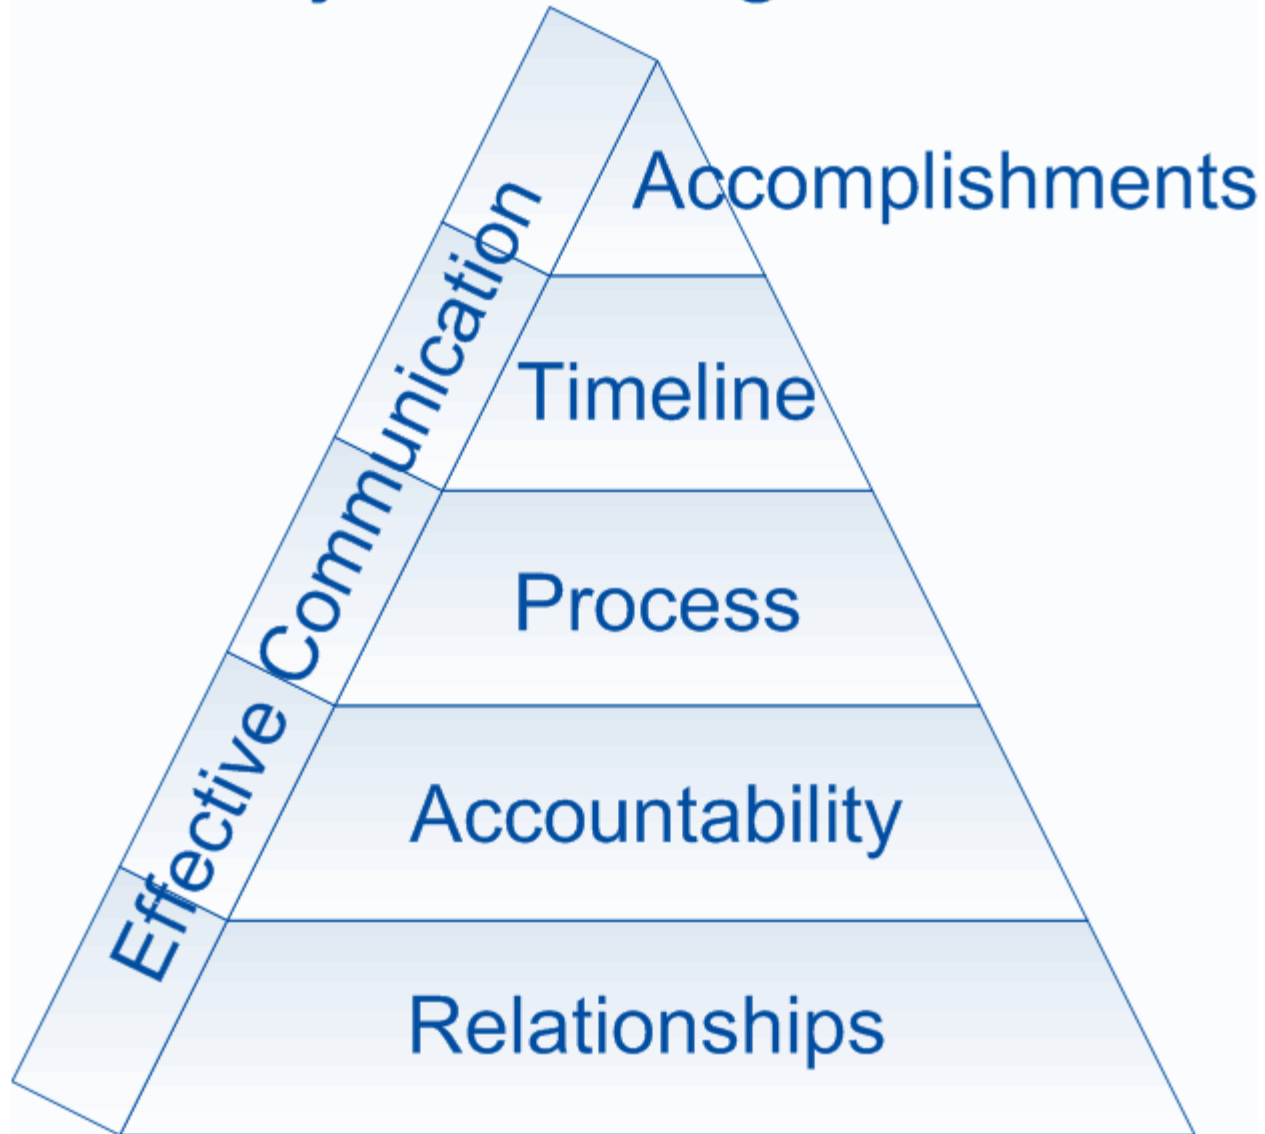 Accomplishments
Timeline
Process
Accountability
Relationships
Effective Communication